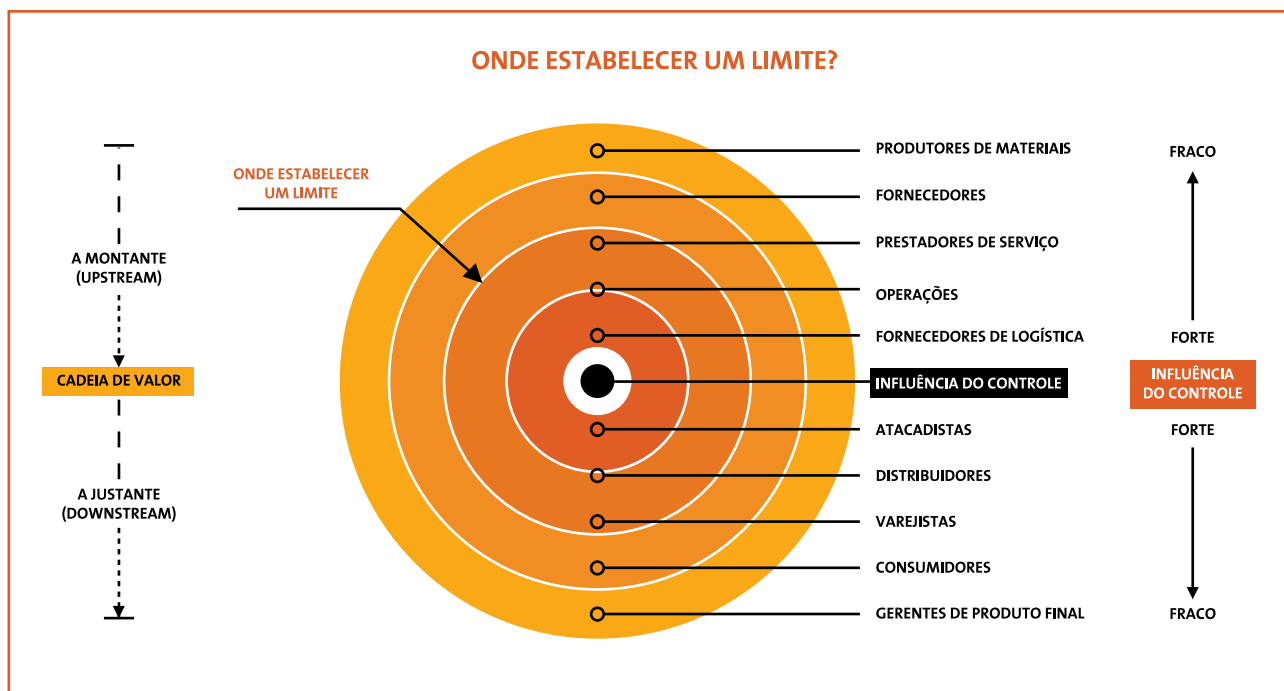 ONDE ESTABELECER UM LIMITE?
ONDE ESTABELECER
UM LIMITE
A MONTANTE
(UPSTREAM)
CADEIA DE VALOR
A JUSTANTE
(DOWNSTREAM)
PRODUTORES DE MATERIAIS
FORNECEDORES
PRESTADORES DE SERVIÇO
OPERAÇÕES
FORNECEDORES DE LOGÍSTICA
INFLUÊNCIA DO CONTROLE
ATACADISTAS
DISTRIBUIDORES
VAREJISTAS
CONSUMIDORES
GERENTES DE PRODUTO FINAL
FRACO
FORTE
INFLUÊNCIA
DO CONTROLE
FORTE
FRACO